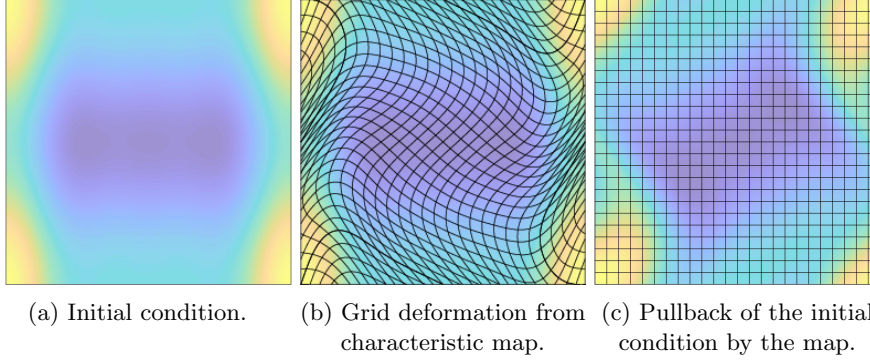 (a) Initial condition.
(b) Grid deformation from
characteristic map.
(c) Pullback of the initial
condition by the map.